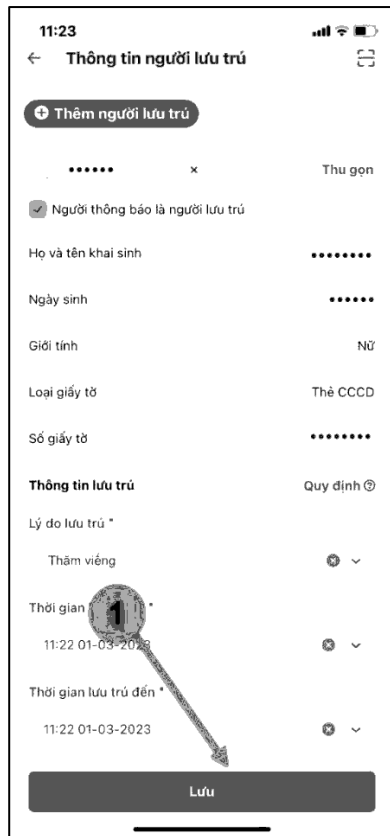 11:23
Thông tin người lưu trú
Thêm người lưu trú
•••••• × Thu gọn
Người thông báo là người lưu trú
Họ và tên khai sinh ••••••••
Ngày sinh ••••••
Giới tính Nữ
Loại giấy tờ Thẻ CCCD
Số giấy tờ ••••••••
Thông tin lưu trú Quy định
Lý do lưu trú *
Thăm viếng
Thời gian *
1
11:22 01-03-2023
Thời gian lưu trú đến *
11:22 01-03-2023
Lưu